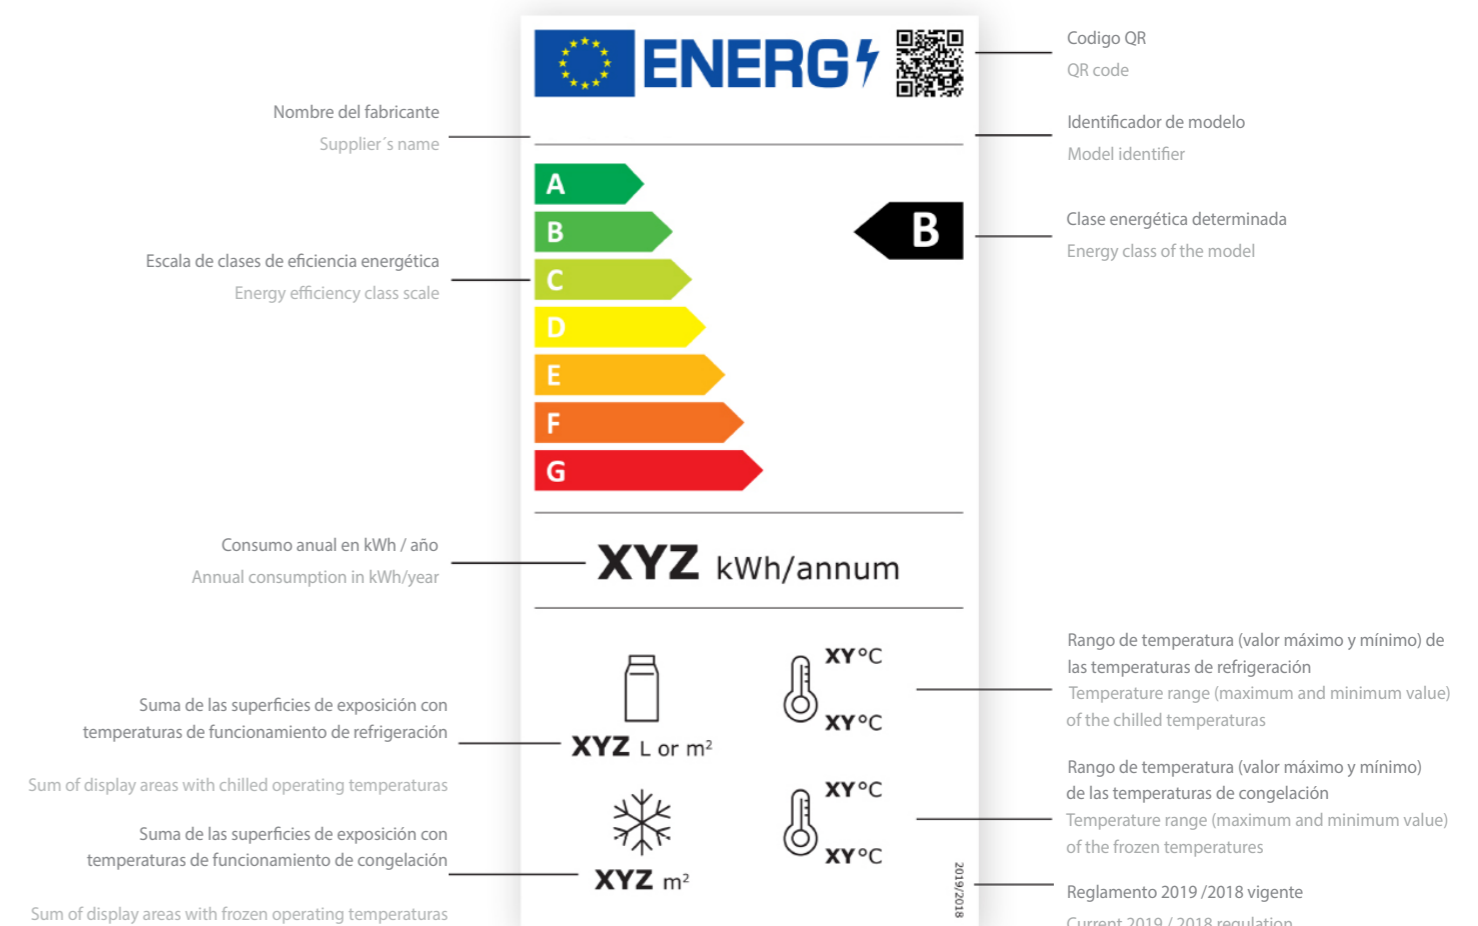 ENERG
Codigo QR
QR code
Nombre del fabricante
Supplier´s name
Identificador de modelo
Model identifier
A
B
C
D
E
F
G
B
Clase energética determinada
Energy class of the model
Escala de clases de eficiencia energética
Energy efficiency class scale
Consumo anual en kWh / año
Annual consumption in kWh/year
XYZ kWh/annum
Suma de las superficies de exposición con
temperaturas de funcionamiento de refrigeración
Sum of display areas with chilled operating temperaturas
XYZ L or m²
XY°C
XY°C
Rango de temperatura (valor máximo y mínimo) de
las temperaturas de refrigeración
Temperature range (maximum and minimum value)
of the chilled temperaturas
Suma de las superficies de exposición con
temperaturas de funcionamiento de congelación
Sum of display areas with frozen operating temperaturas
XYZ m²
XY°C
XY°C
Rango de temperatura (valor máximo y mínimo)
de las temperaturas de congelación
Temperature range (maximum and minimum value)
of the frozen temperatures
2019/2018
Reglamento 2019 /2018 vigente
Current 2019 / 2018 regulation